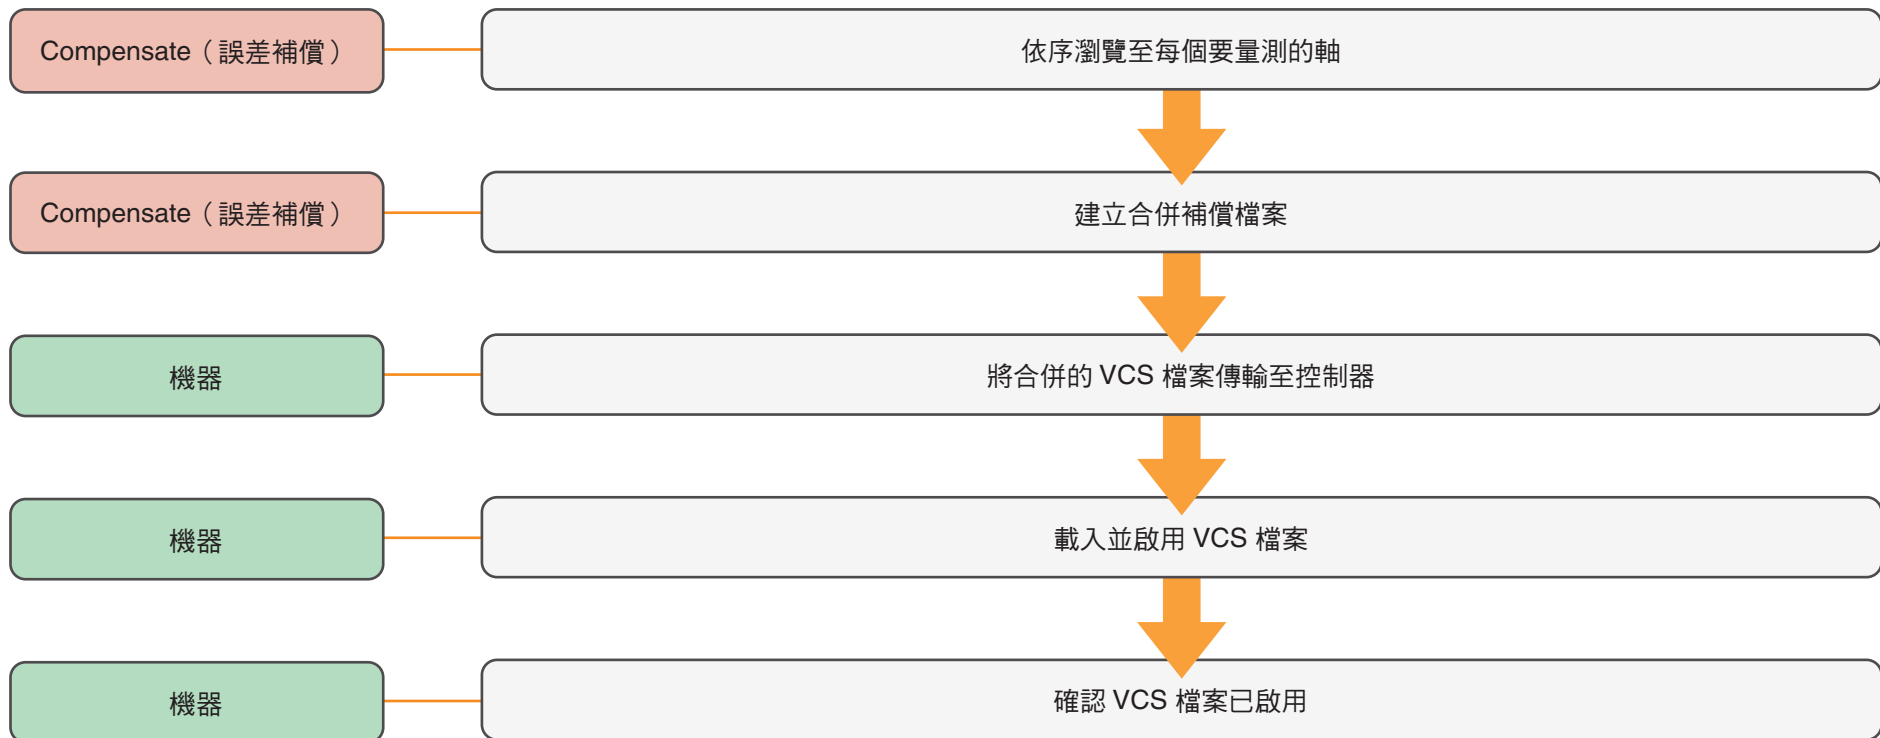 Compensate（誤差補償）
依序瀏覽至每個要量測的軸
Compensate（誤差補償）
建立合併補償檔案
機器
將合併的 VCS 檔案傳輸至控制器
機器
載入並啟用 VCS 檔案
機器
確認 VCS 檔案已啟用